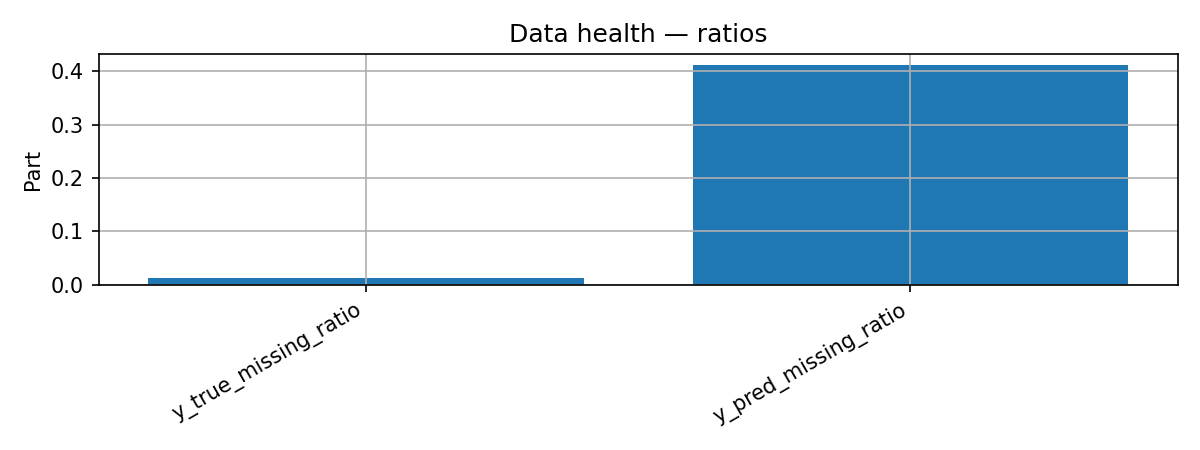 Data health — ratios
Part
0.4
0.3
0.2
0.1
0.0
y_true_missing_ratio
y_pred_missing_ratio